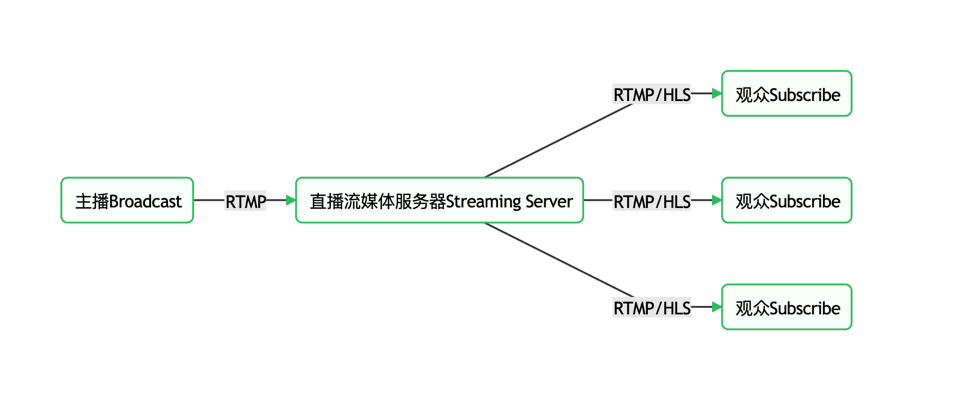 RTMP/HLS
观众Subscribe
主播Broadcast
RTMP
直播流媒体服务器Streaming Server
RTMP/HLS
观众Subscribe
RTMP/HLS
观众Subscribe